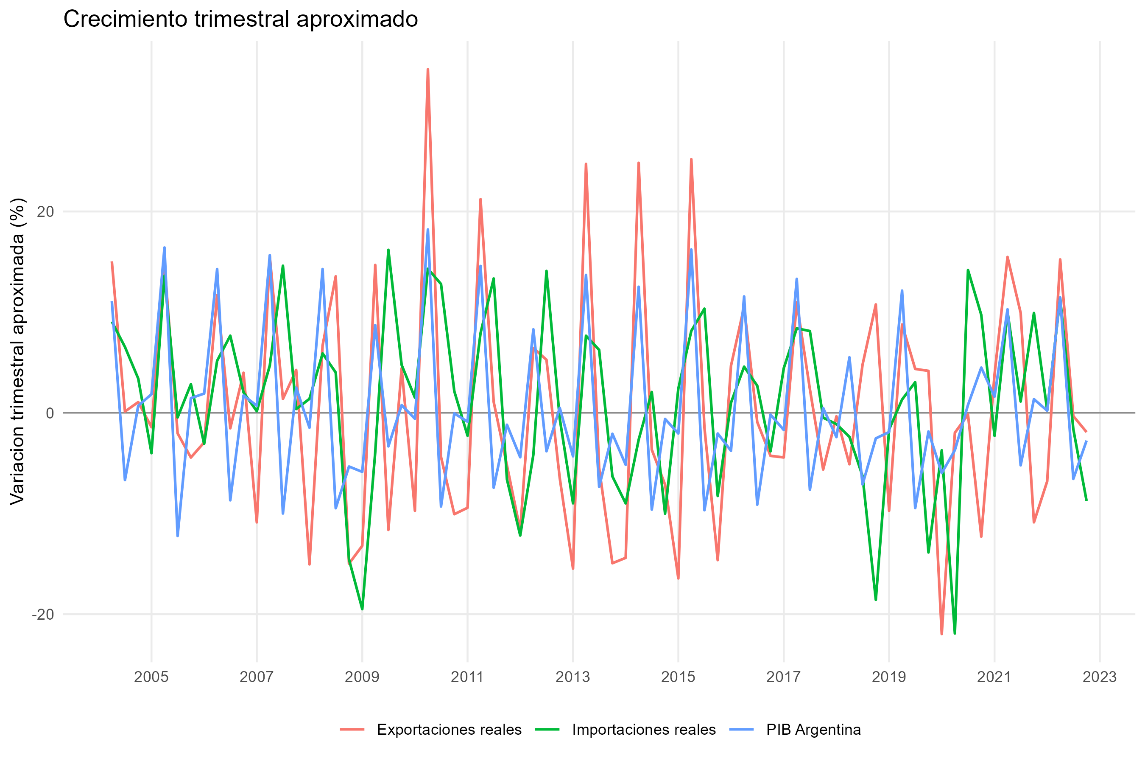 Crecimiento trimestral aproximado
Variacion trimestral aproximada (%)
20
0
-20
2005 2007 2009 2011 2013 2015 2017 2019 2021 2023
Exportaciones reales Importaciones reales PIB Argentina